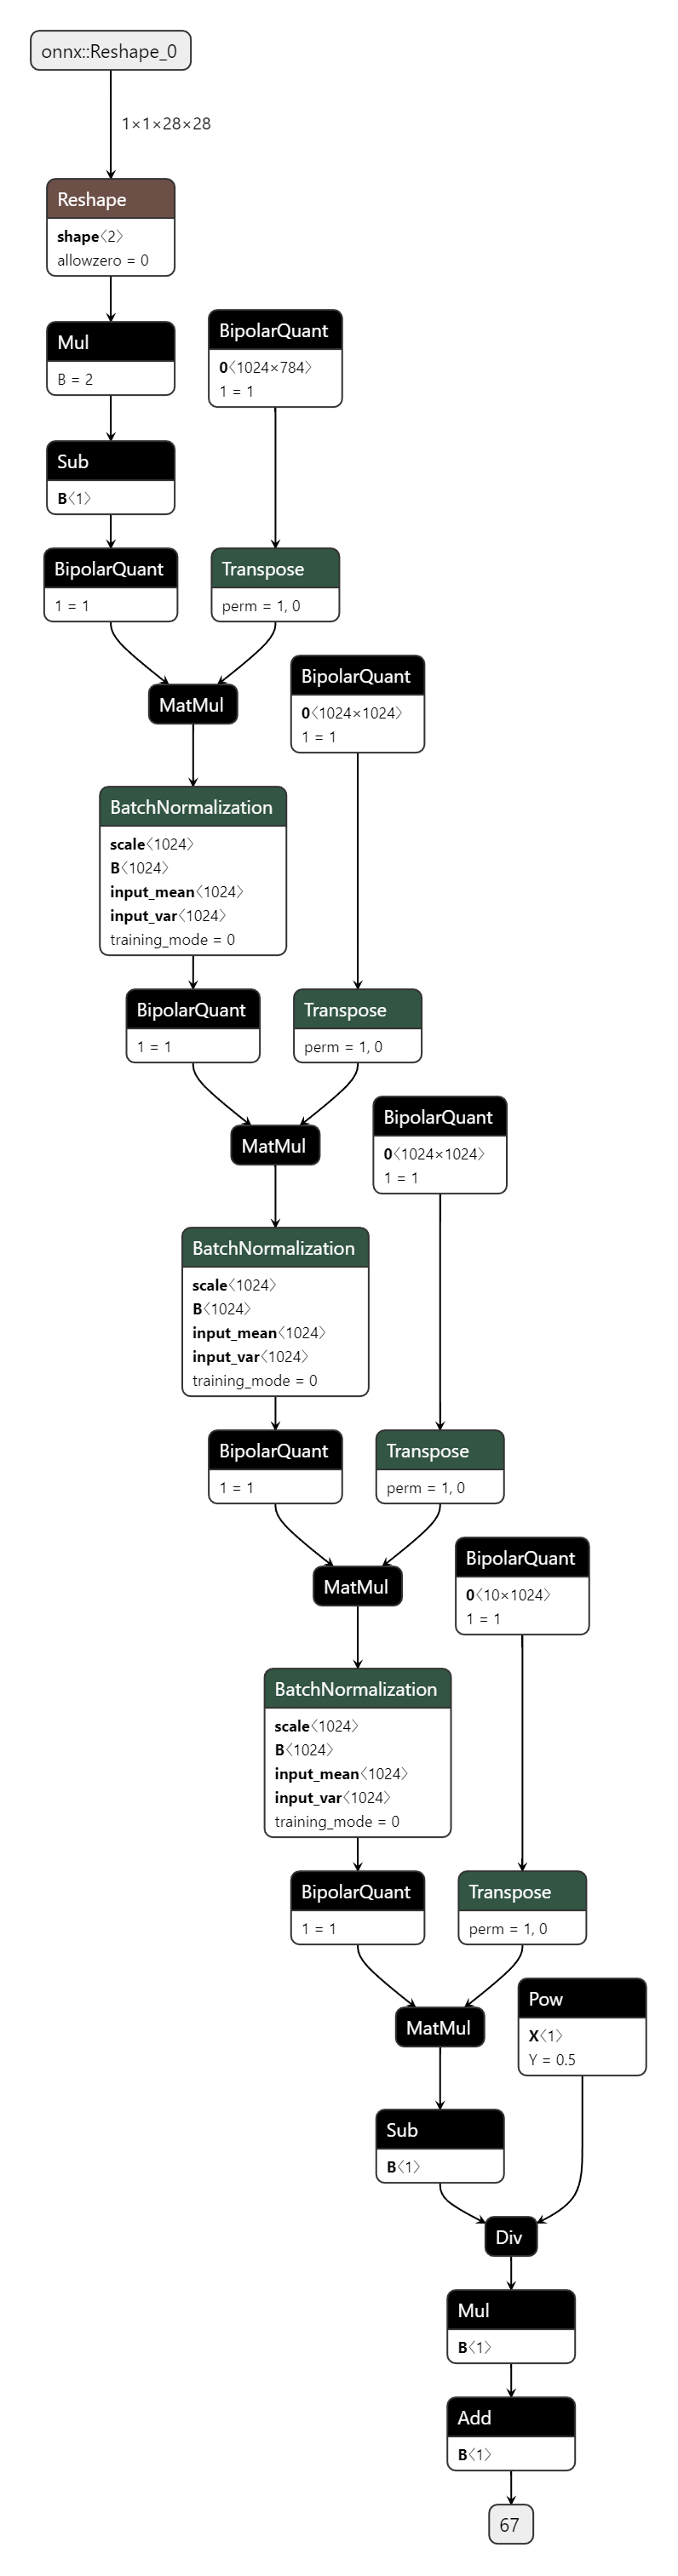 onnx::Reshape_0
1×1×28×28
Reshape
shape〈2〉
allowzero = 0
Mul
B = 2
BipolarQuant
0〈1024×784〉
1 = 1
Sub
B〈1〉
BipolarQuant
1 = 1
Transpose
perm = 1, 0
MatMul
BipolarQuant
0〈1024×1024〉
1 = 1
BatchNormalization
scale〈1024〉
B〈1024〉
input_mean〈1024〉
input_var〈1024〉
training_mode = 0
BipolarQuant
1 = 1
Transpose
perm = 1, 0
MatMul
BipolarQuant
0〈1024×1024〉
1 = 1
BatchNormalization
scale〈1024〉
B〈1024〉
input_mean〈1024〉
input_var〈1024〉
training_mode = 0
BipolarQuant
1 = 1
Transpose
perm = 1, 0
MatMul
BipolarQuant
0〈10×1024〉
1 = 1
BatchNormalization
scale〈1024〉
B〈1024〉
input_mean〈1024〉
input_var〈1024〉
training_mode = 0
BipolarQuant
1 = 1
Transpose
perm = 1, 0
MatMul
Pow
X〈1〉
Y = 0.5
Sub
B〈1〉
Div
Mul
B〈1〉
Add
B〈1〉
67